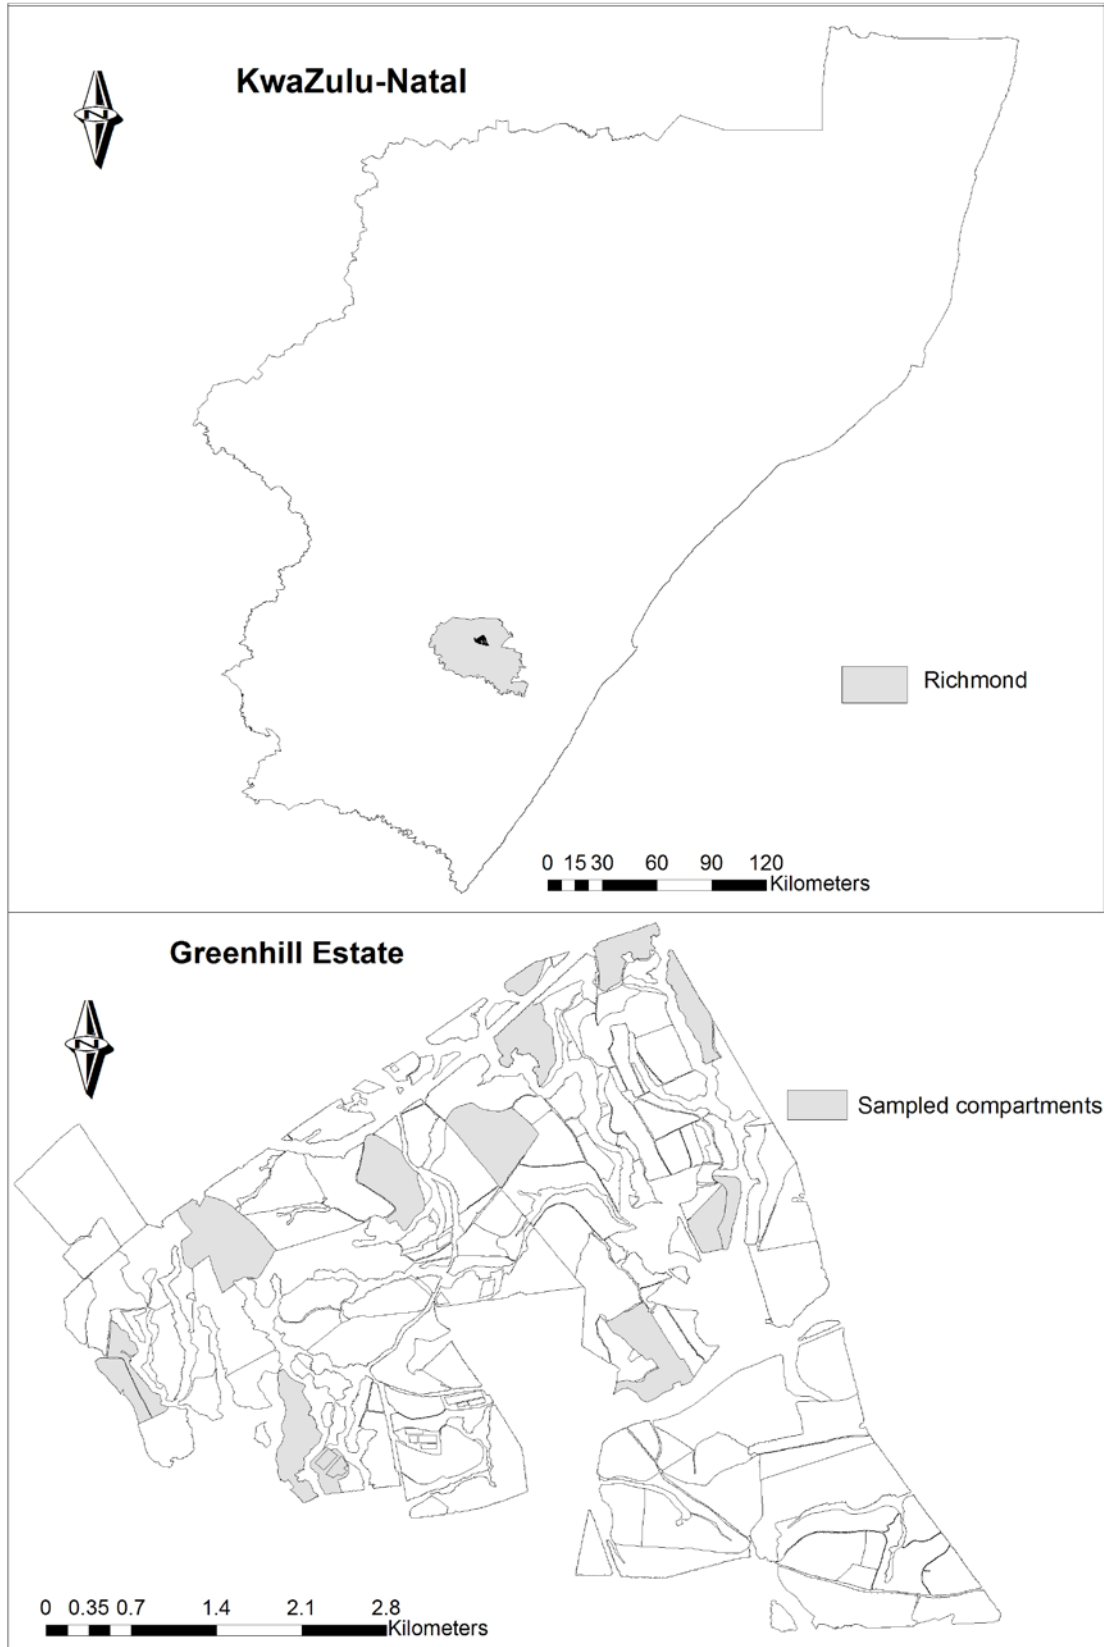 KwaZulu-Natal
N
Richmond
0 15 30 60 90 120
Kilometers
Greenhill Estate
N
Sampled compartments
0 0.35 0.7 1.4 2.1 2.8
Kilometers